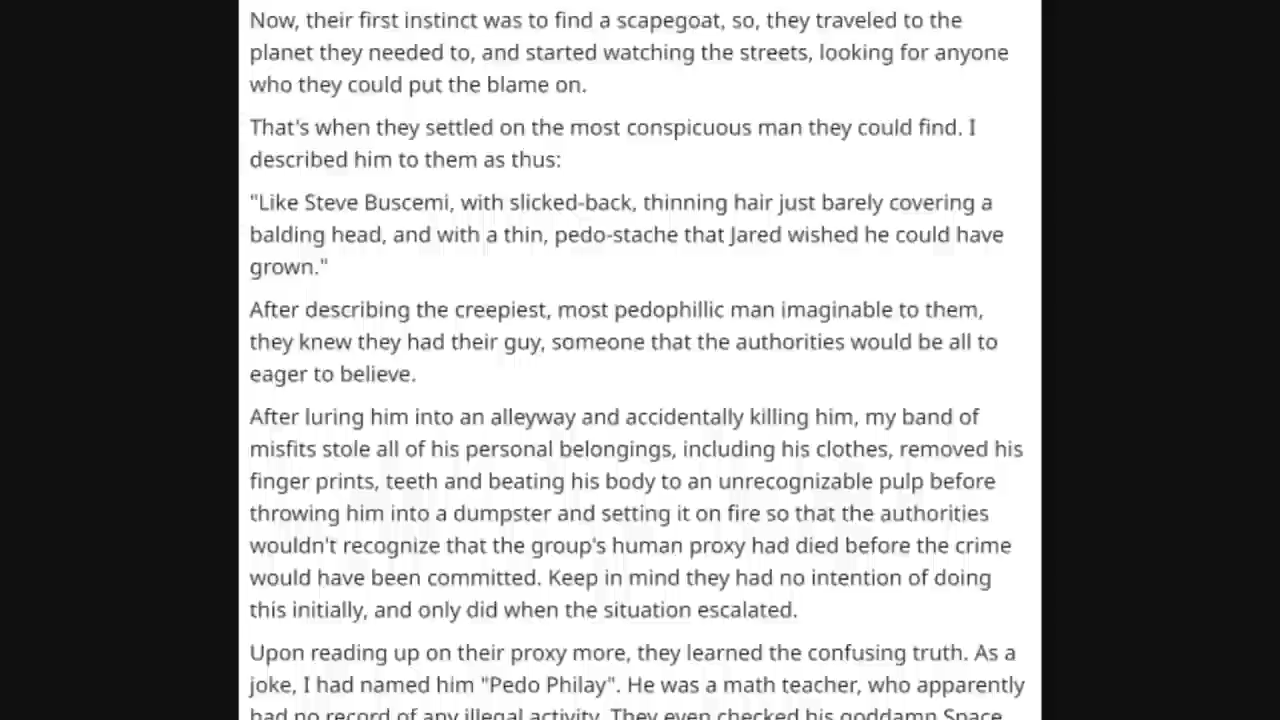 Now, their first instinct was to find a scapegoat, so, they traveled to the
planet they needed to, and started watching the streets, looking for anyone
who they could put the blame on.
That's when they settled on the most conspicuous man they could find. I
described him to them as thus:
"Like Steve Buscemi, with slicked-back, thinning hair just barely covering a
balding head, and with a thin, pedo-stache that Jared wished he could have
grown."
After describing the creepiest, most pedophillic man imaginable to them,
they knew they had their guy, someone that the authorities would be all to
eager to believe.
After luring him into an alleyway and accidentally killing him, my band of
misfits stole all of his personal belongings, including his clothes, removed his
finger prints, teeth and beating his body to an unrecognizable pulp before
throwing him into a dumpster and setting it on fire so that the authorities
wouldn't recognize that the group's human proxy had died before the crime
would have been committed. Keep in mind they had no intention of doing
this initially, and only did when the situation escalated.
Upon reading up on their proxy more, they learned the confusing truth. As a
joke, I had named him "Pedo Philay". He was a math teacher, who apparently
had no record of any illegal activity. They even checked his goddamn Space